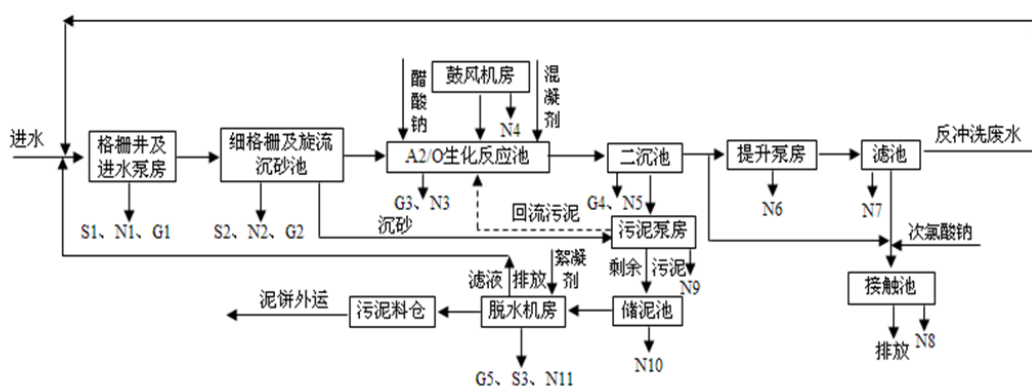 醋酸钠
鼓风机房
混凝剂
进水
格栅井及
进水泵房
细格栅及旋流
沉砂池
N4
A2/O生化反应池
二沉池
提升泵房
滤池
反冲洗废水
S1、N1、G1
S2、N2、G2
G3、N3
G4、N5
N6
N7
沉砂
回流污泥
污泥泵房
次氯酸钠
滤液
排放
絮凝剂
剩余
污泥
N9
接触池
泥饼外运
污泥料仓
脱水机房
储泥池
排放
N8
G5、S3、N11
N10